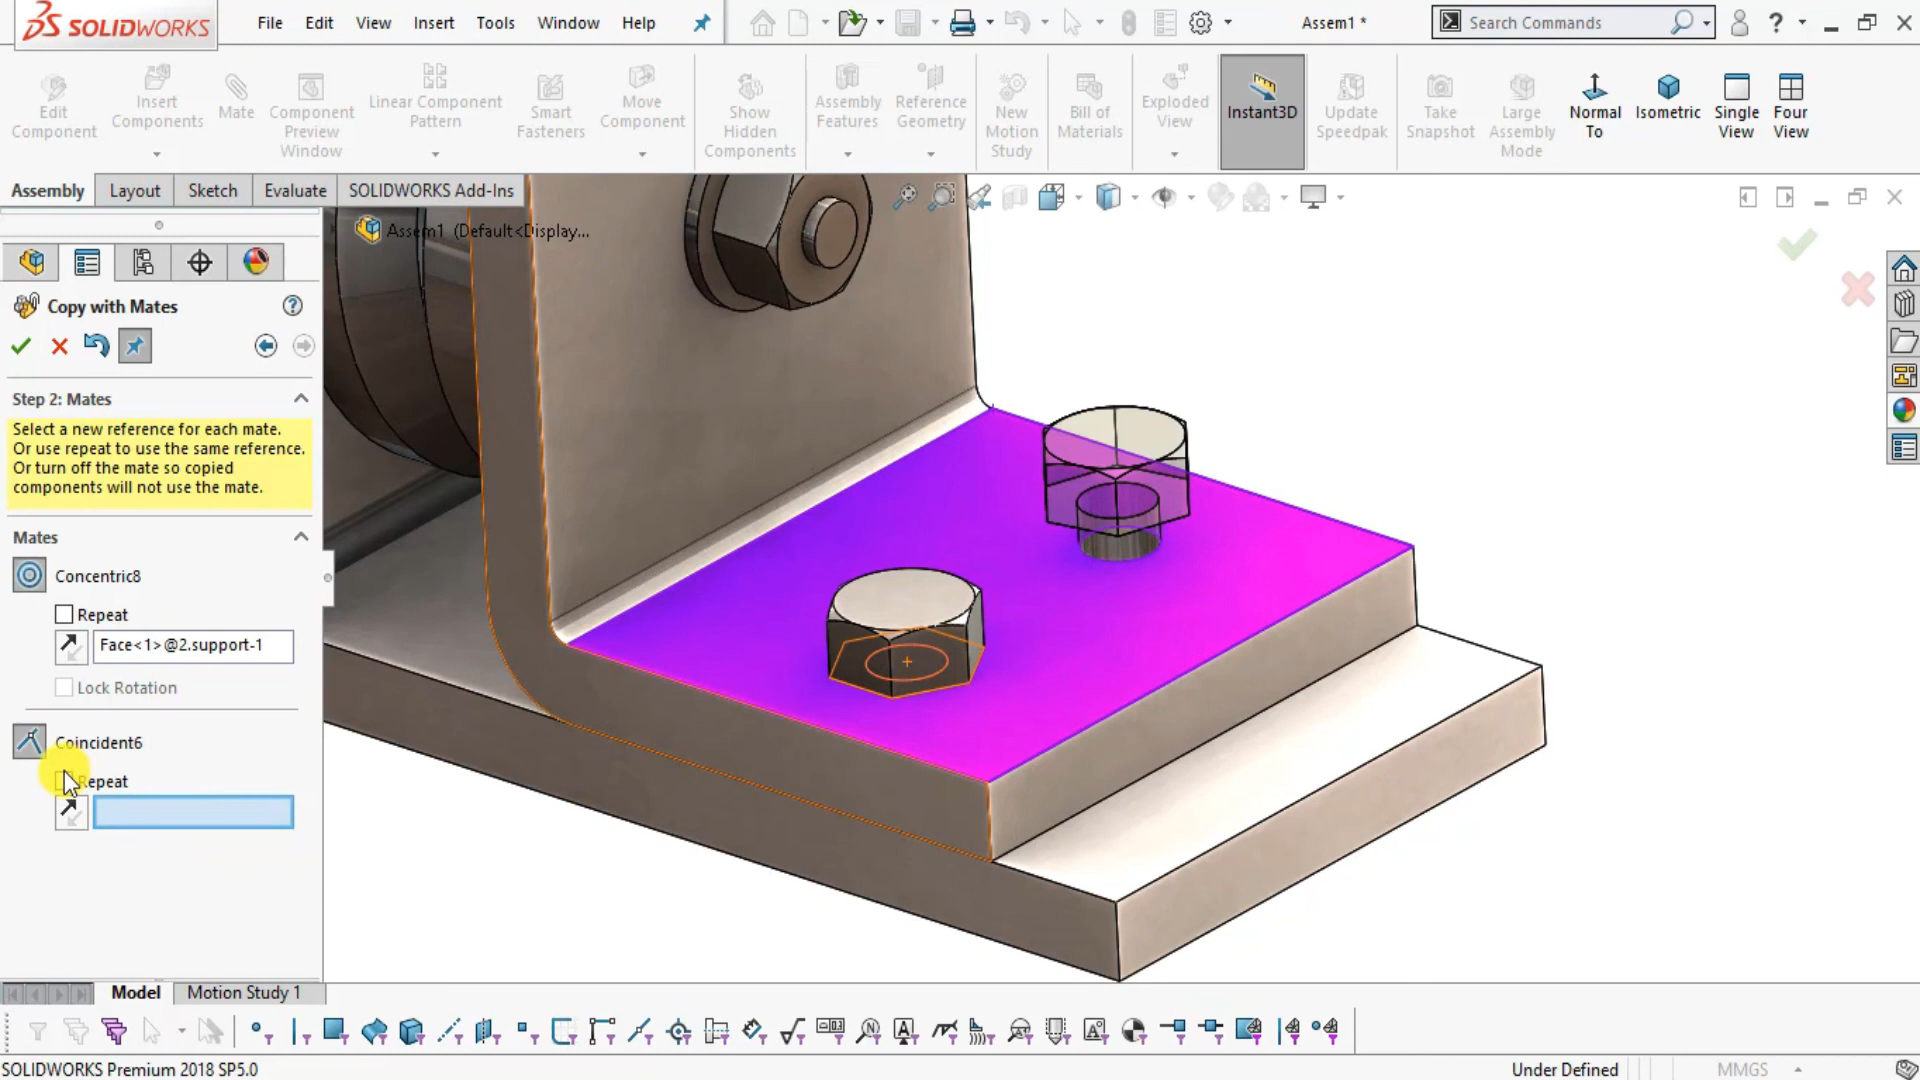 SOLIDWORKS
File Edit View Insert Tools Window Help
Assem1 *
Search Commands
Edit Component
Insert Components
Mate
Component Preview Window
Linear Component Pattern
Smart Fasteners
Move Component
Show Hidden Components
Assembly Features
Reference Geometry
New Motion Study
Bill of Materials
Exploded View
Instant3D
Update Speedpak
Take Snapshot
Large Assembly Mode
Normal To
Isometric
Single View
Four View
Assembly Layout Sketch Evaluate SOLIDWORKS Add-Ins
Assem1 (Default<Display...
Copy with Mates
Step 2: Mates
Select a new reference for each mate.
Or use repeat to use the same reference.
Or turn off the mate so copied
components will not use the mate.
Mates
Concentric8
Repeat
Face<1>@2.support-1
Lock Rotation
Coincident6
Repeat
Model Motion Study 1
SOLIDWORKS Premium 2018 SP5.0
Under Defined
MMGS